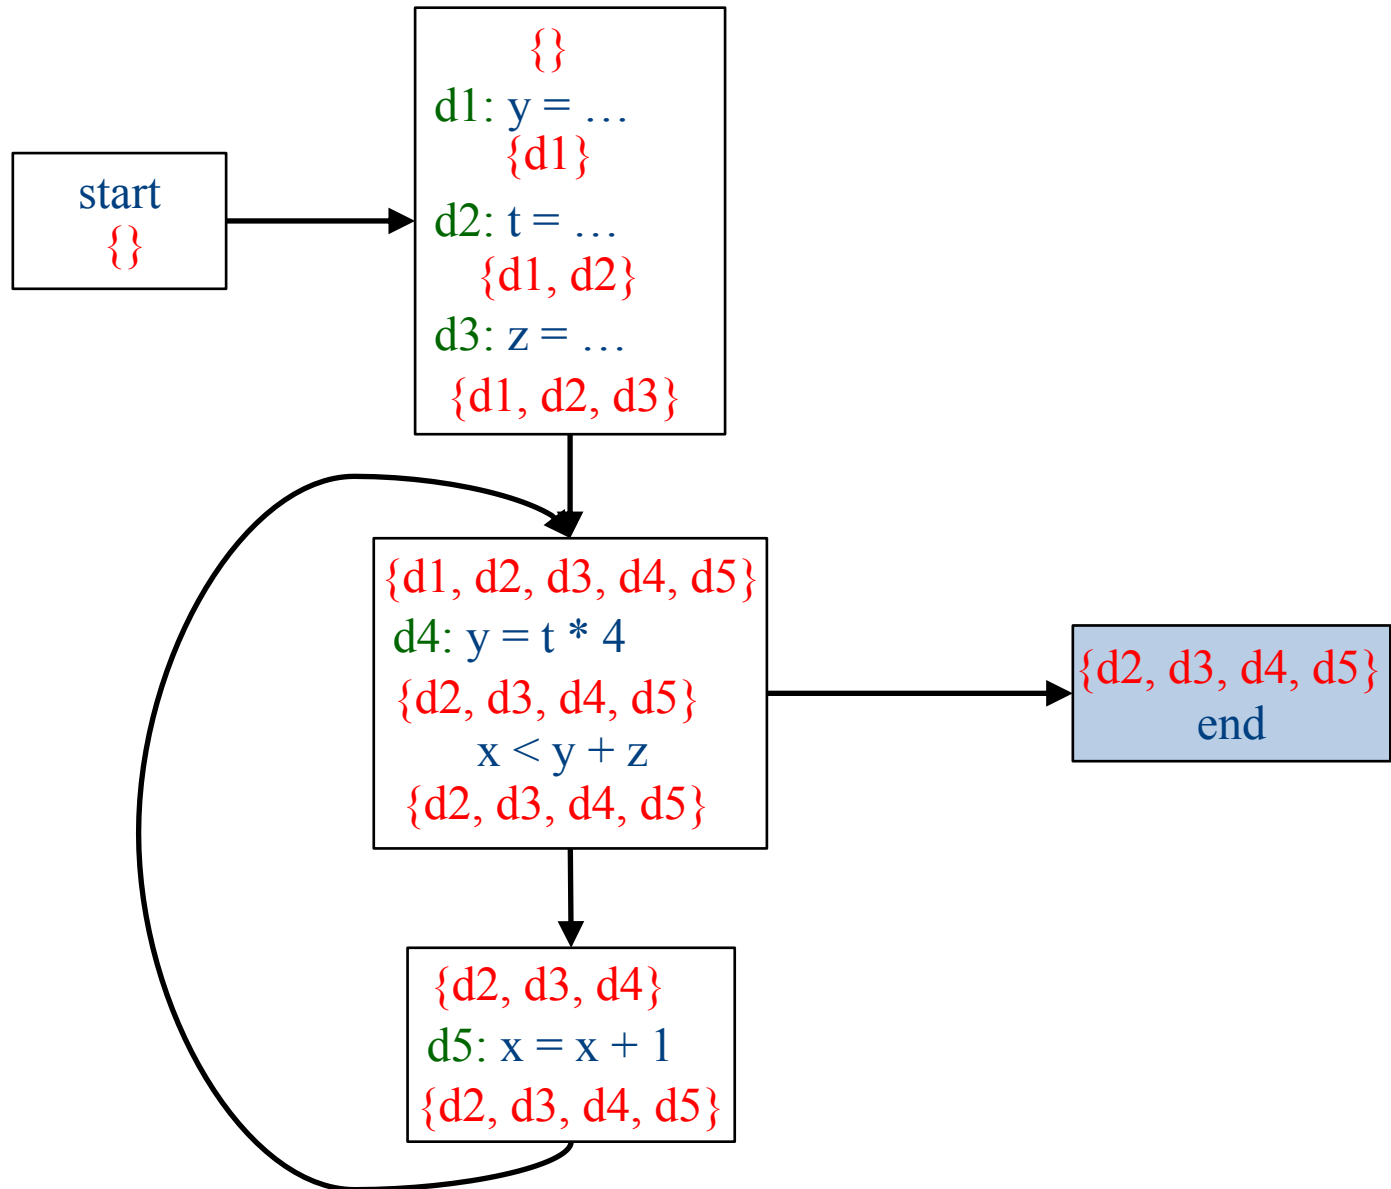 start
{}
{}
d1: y = …
{d1}
d2: t = …
{d1, d2}
d3: z = …
{d1, d2, d3}
{d1, d2, d3, d4, d5}
d4: y = t * 4
{d2, d3, d4, d5}
x < y + z
{d2, d3, d4, d5}
{d2, d3, d4, d5}
end
{d2, d3, d4}
d5: x = x + 1
{d2, d3, d4, d5}